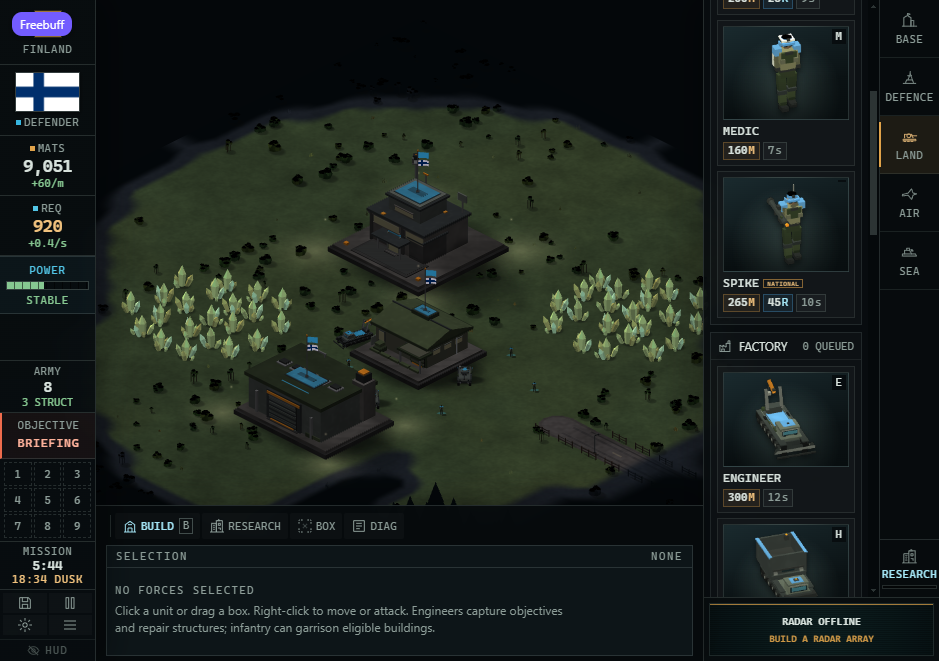 Freebuff
FINLAND
DEFENDER
MATS
9,051
+60/m
REQ
920
+0.4/s
POWER
STABLE
ARMY
8
3 STRUCT
OBJECTIVE
BRIEFING
1 2 3
4 5 6
7 8 9
MISSION
5:44
18:34 DUSK
HUD
BUILD B RESEARCH BOX DIAG
SELECTION NONE
NO FORCES SELECTED
Click a unit or drag a box. Right-click to move or attack. Engineers capture objectives
and repair structures; infantry can garrison eligible buildings.
M
MEDIC
160M 7s
SPIKE NATIONAL
265M 45R 10s
FACTORY 0 QUEUED
E
ENGINEER
300M 12s
H
RADAR OFFLINE
BUILD A RADAR ARRAY
BASE
DEFENCE
LAND
AIR
SEA
RESEARCH